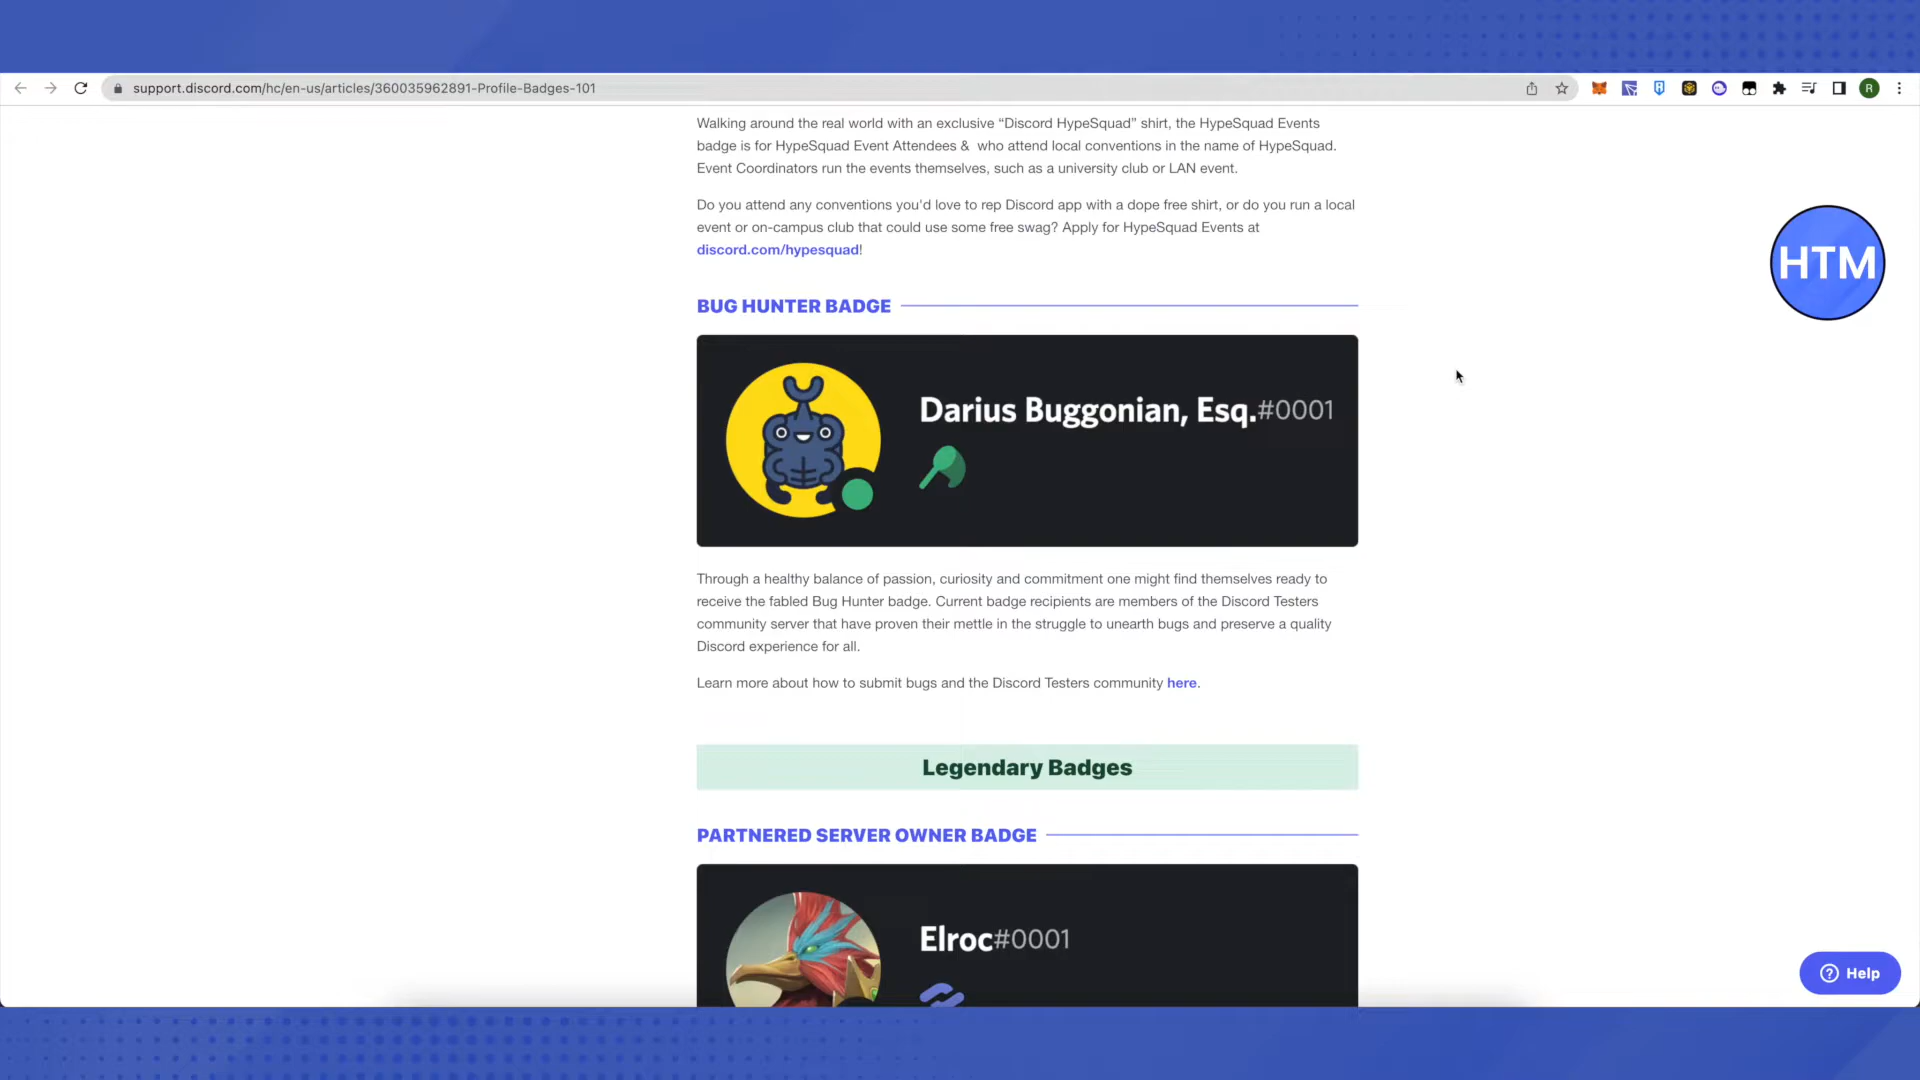 support.discord.com/hc/en-us/articles/360035962891-Profile-Badges-101
R
Walking around the real world with an exclusive “Discord HypeSquad” shirt, the HypeSquad Events
badge is for HypeSquad Event Attendees &  who attend local conventions in the name of HypeSquad.
Event Coordinators run the events themselves, such as a university club or LAN event.
Do you attend any conventions you'd love to rep Discord app with a dope free shirt, or do you run a local
event or on-campus club that could use some free swag? Apply for HypeSquad Events at
discord.com/hypesquad!
HTM
BUG HUNTER BADGE
Darius Buggonian, Esq.#0001
Through a healthy balance of passion, curiosity and commitment one might find themselves ready to
receive the fabled Bug Hunter badge. Current badge recipients are members of the Discord Testers
community server that have proven their mettle in the struggle to unearth bugs and preserve a quality
Discord experience for all.
Learn more about how to submit bugs and the Discord Testers community here.
Legendary Badges
PARTNERED SERVER OWNER BADGE
Elroc#0001
Help